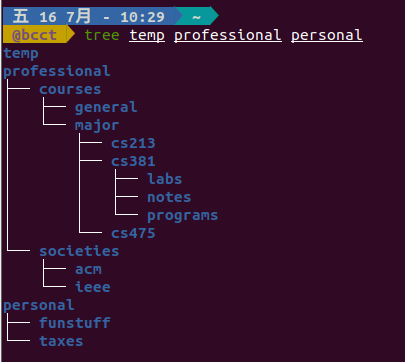 五 16 7月 - 10:29 ~
@bcct tree temp professional personal
temp
professional
├── courses
│   ├── general
│   └── major
│       ├── cs213
│       ├── cs381
│       │   ├── labs
│       │   ├── notes
│       │   └── programs
│       └── cs475
└── societies
    ├── acm
    └── ieee
personal
├── funstuff
└── taxes